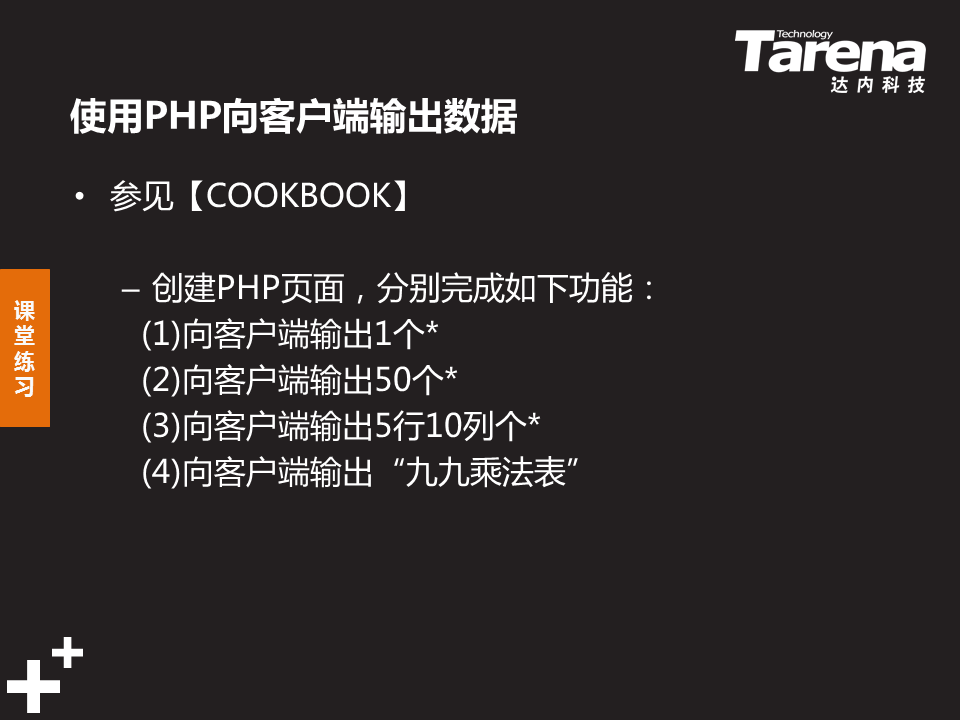 Technology
Tarena
达内科技
使用PHP向客户端输出数据
• 参见【COOKBOOK】
– 创建PHP页面，分别完成如下功能：
(1)向客户端输出1个*
(2)向客户端输出50个*
(3)向客户端输出5行10列个*
(4)向客户端输出“九九乘法表”
课
堂
练
习